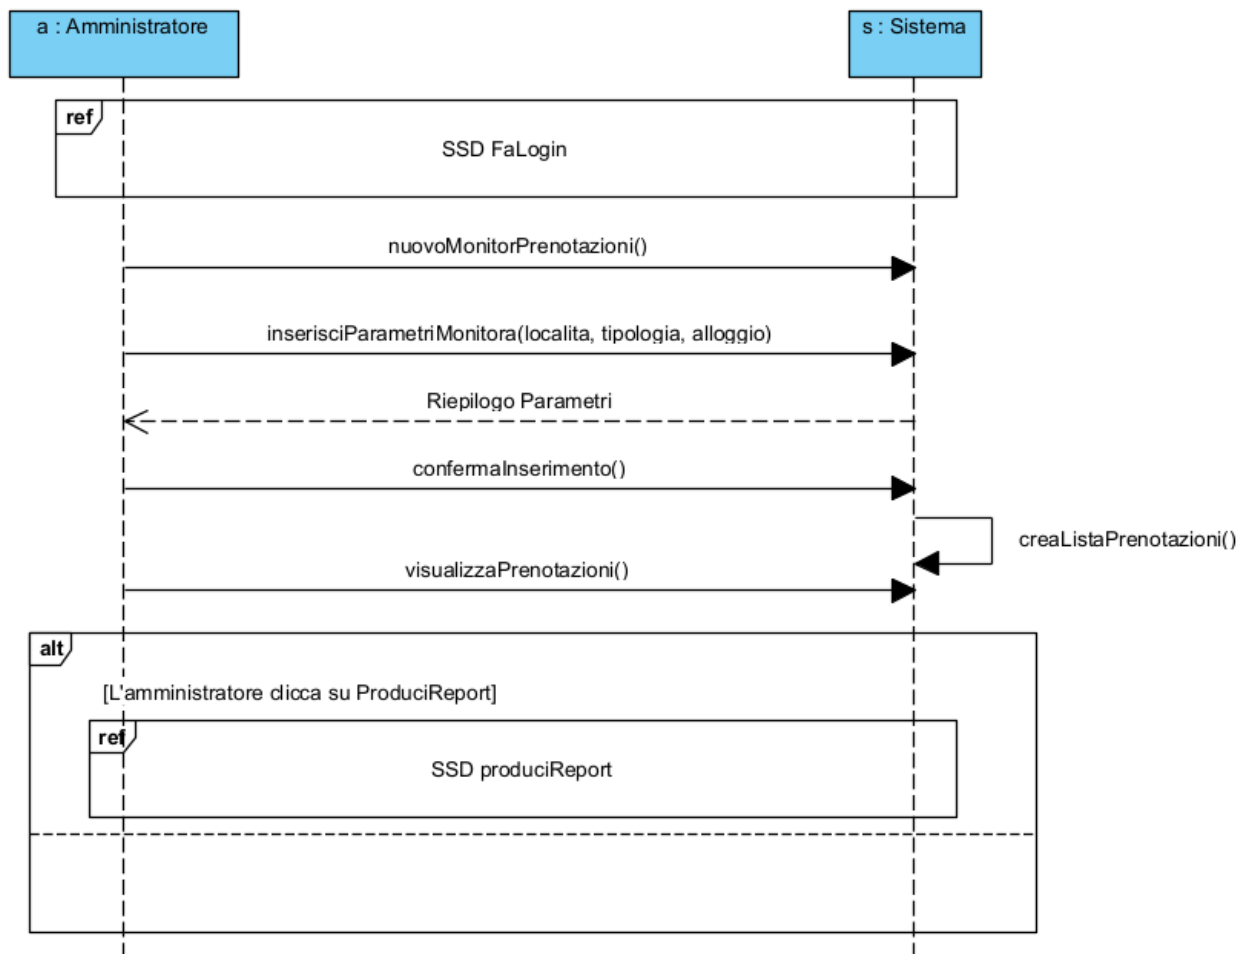 a : Amministratore
s : Sistema
ref
SSD FaLogin
nuovoMonitorPrenotazioni()
inserisciParametriMonitora(localita, tipologia, alloggio)
Riepilogo Parametri
confermaInserimento()
creaListaPrenotazioni()
visualizzaPrenotazioni()
alt
[L'amministratore clicca su ProduciReport]
ref
SSD produciReport